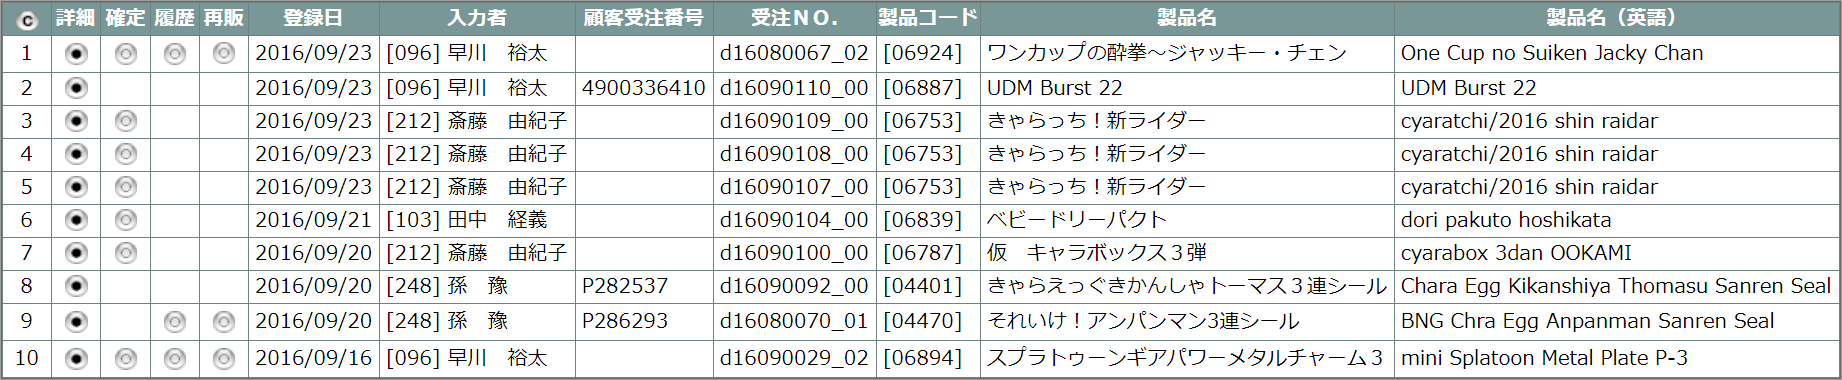 c 詳細 確定 履歴 再販 登録日 入力者 顧客受注番号 受注NO. 製品コード 製品名 製品名（英語）
1 2016/09/23 [096] 早川　裕太 d16080067_02 [06924] ワンカップの酔拳～ジャッキー・チェン One Cup no Suiken Jacky Chan
2 2016/09/23 [096] 早川　裕太 4900336410 d16090110_00 [06887] UDM Burst 22 UDM Burst 22
3 2016/09/23 [212] 斎藤　由紀子 d16090109_00 [06753] きゃらっち！新ライダー cyaratchi/2016 shin raidar
4 2016/09/23 [212] 斎藤　由紀子 d16090108_00 [06753] きゃらっち！新ライダー cyaratchi/2016 shin raidar
5 2016/09/23 [212] 斎藤　由紀子 d16090107_00 [06753] きゃらっち！新ライダー cyaratchi/2016 shin raidar
6 2016/09/21 [103] 田中　経義 d16090104_00 [06839] ベビードリーパクト dori pakuto hoshikata
7 2016/09/20 [212] 斎藤　由紀子 d16090100_00 [06787] 仮　キャラボックス３弾 cyarabox 3dan OOKAMI
8 2016/09/20 [248] 孫　豫 P282537 d16090092_00 [04401] きゃらえっぐきかんしゃトーマス３連シール Chara Egg Kikanshiya Thomasu Sanren Seal
9 2016/09/20 [248] 孫　豫 P286293 d16080070_01 [04470] それいけ！アンパンマン3連シール BNG Chra Egg Anpanman Sanren Seal
10 2016/09/16 [096] 早川　裕太 d16090029_02 [06894] スプラトゥーンギアパワーメタルチャーム３ mini Splatoon Metal Plate P-3